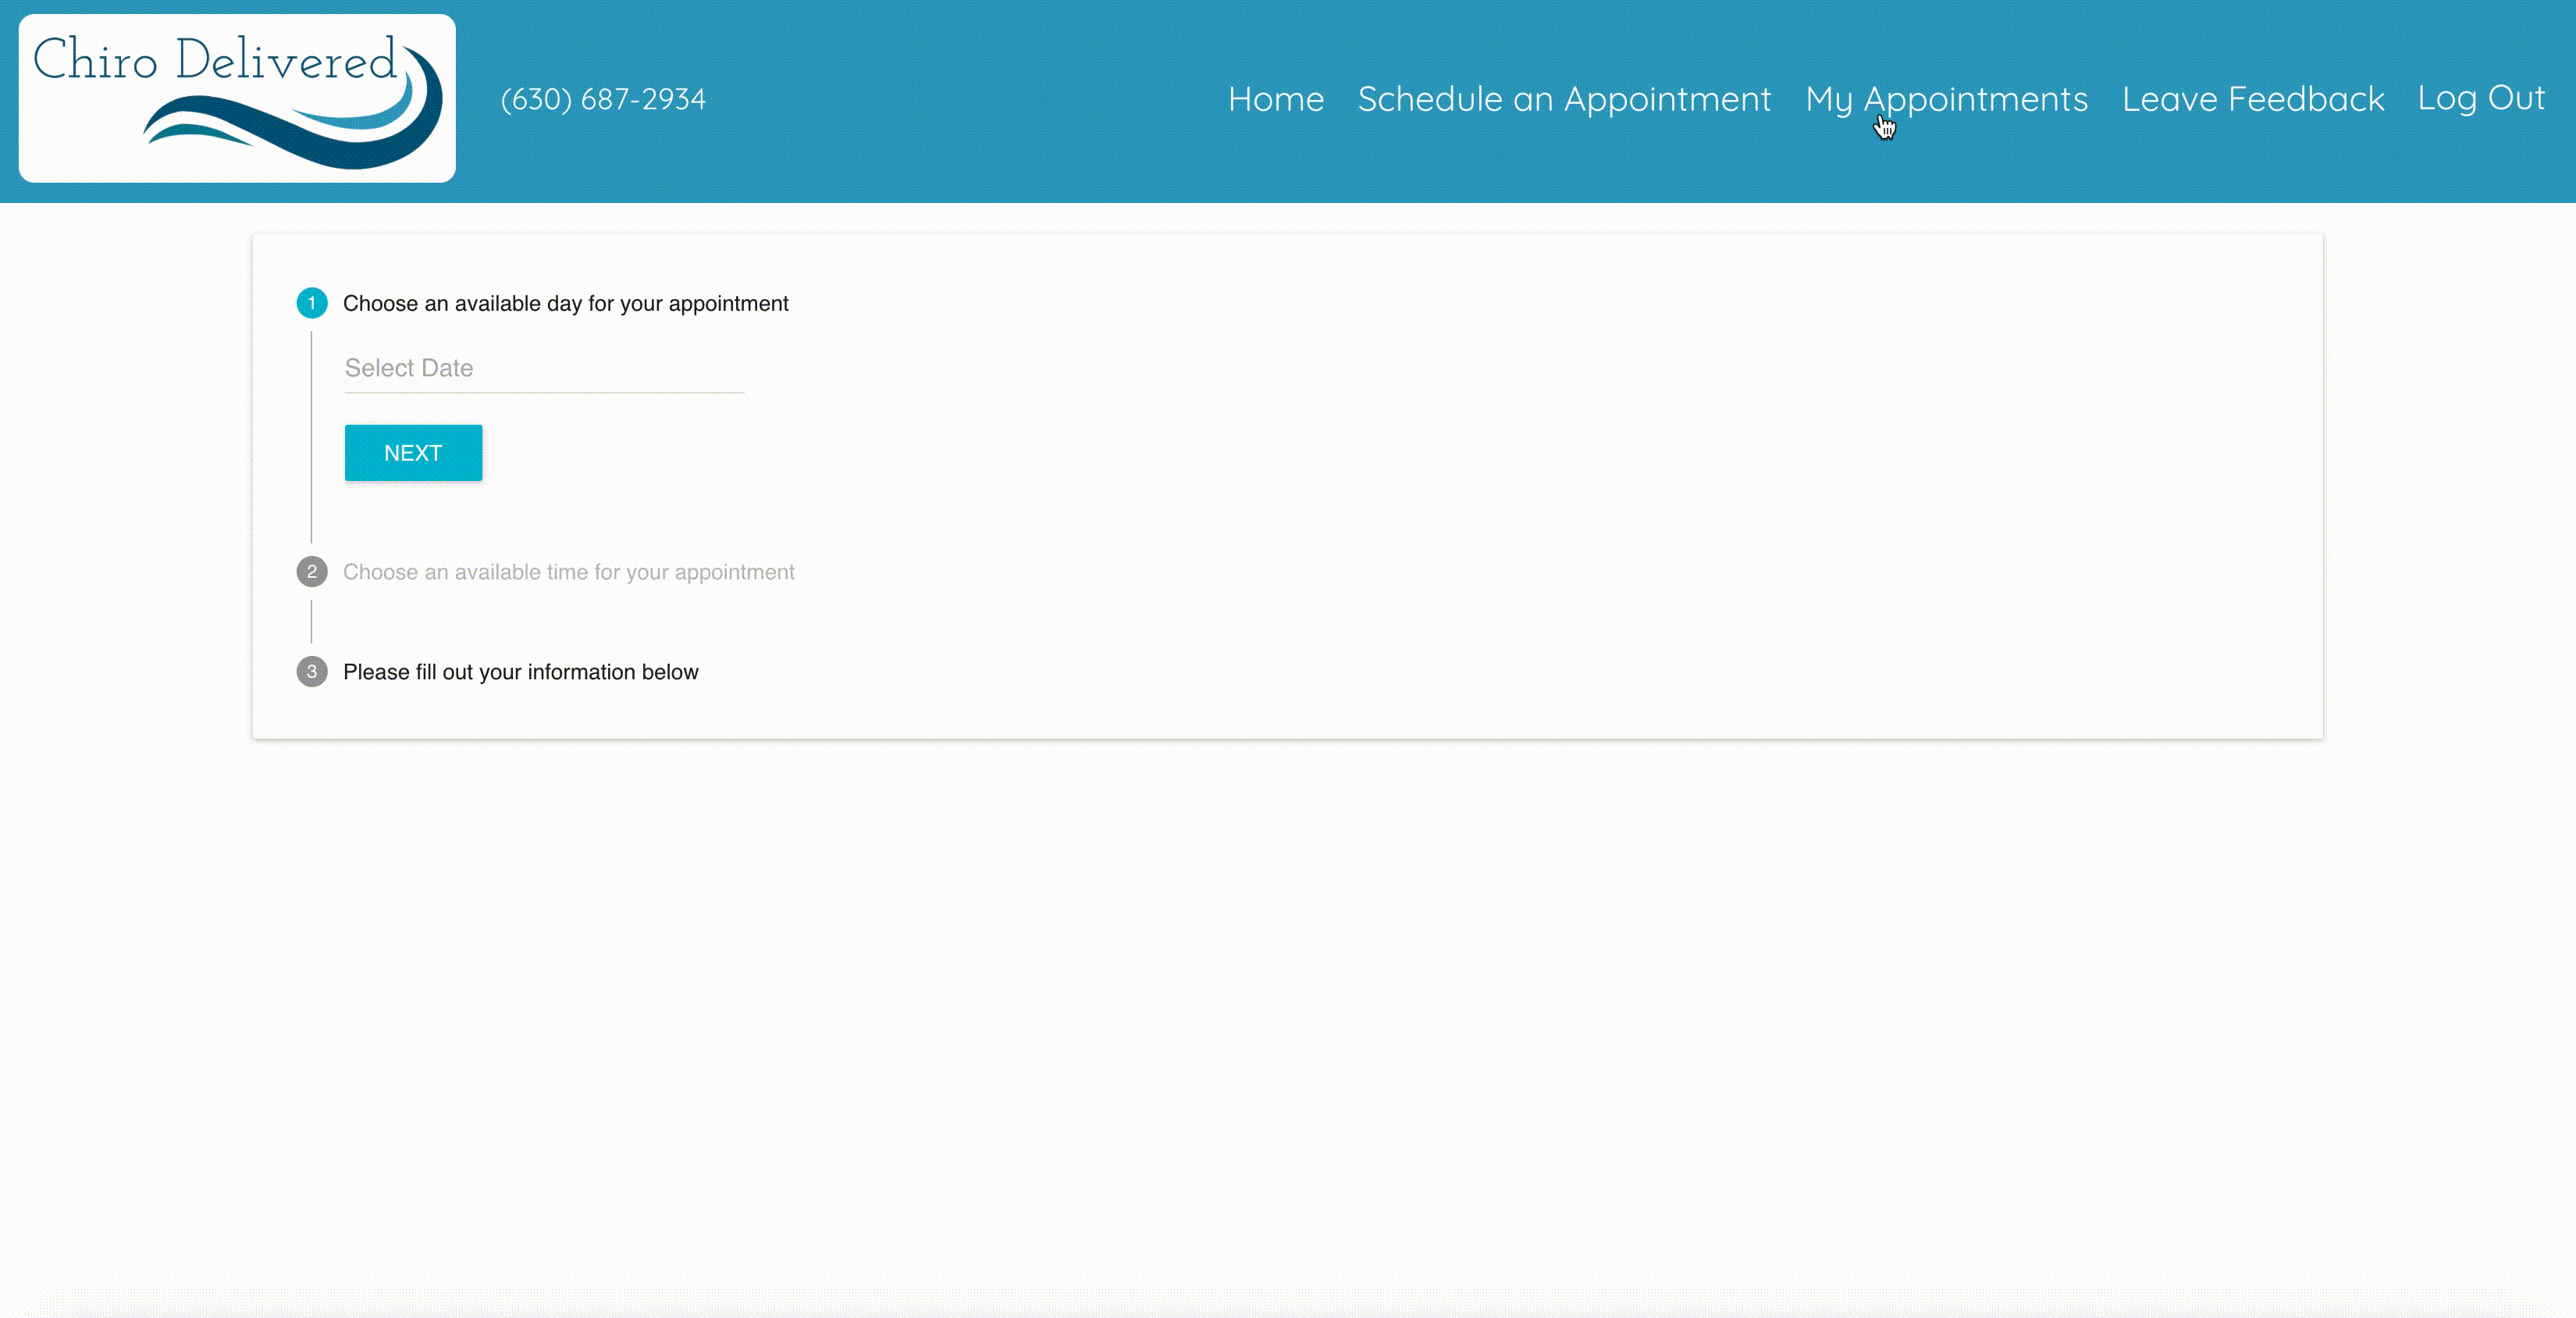 Chiro Delivered
(630) 687-2934
Home Schedule an Appointment My Appointments Leave Feedback Log Out
1 Choose an available day for your appointment
Select Date
NEXT
2 Choose an available time for your appointment
3 Please fill out your information below